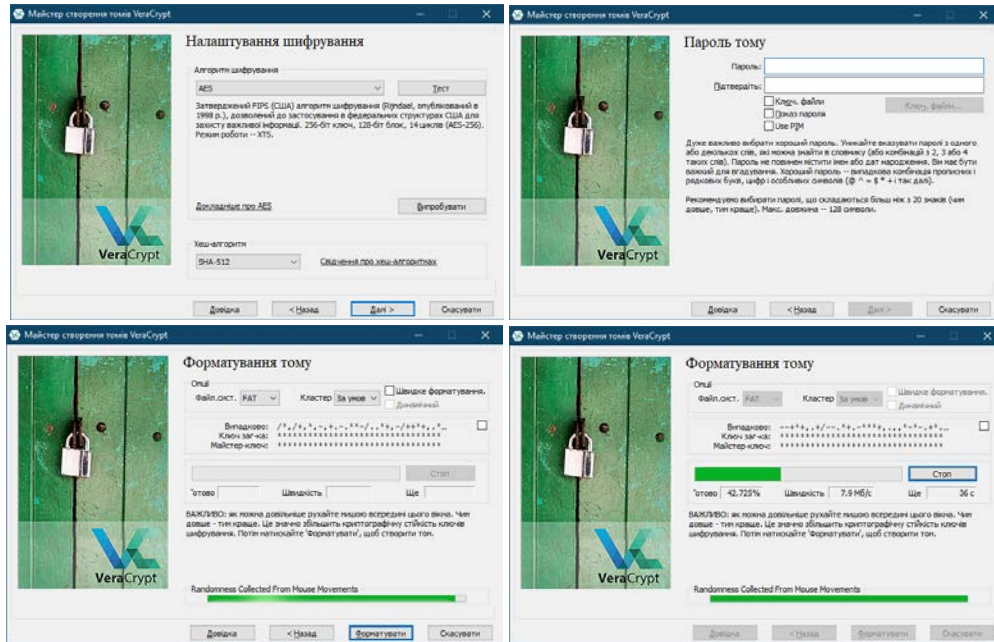 Майстер створення томів VeraCrypt
Налаштування шифрування
Алгоритм шифрування
AES
Тест
Затверджений FIPS (США) алгоритм шифрування (Rijndael, опублікований в
1998 р.), дозволений до застосування в федеральних структурах США для
захисту важливої інформації. 256-біт ключ, 128-біт блок, 14 циклів (AES-256).
Режим роботи -- XTS.
Докладніше про AES
Випробувати
Хеш-алгоритм
SHA-512
Свідчення про хеш-алгоритмах
VeraCrypt
Довідка
< Назад
Далі >
Скасувати
Майстер створення томів VeraCrypt
Пароль тому
Пароль:
Підтвердіть:
Ключ. файли
Ключ. файли...
Показ пароля
Use PIM
Дуже важливо вибрати хороший пароль. Уникайте вказувати паролі з одного
або декількох слів, які можна знайти в словнику (або комбінацій з 2, 3 або 4
таких слів). Пароль не повинен містити імен або дат народження. Він має бути
важкий для вгадування. Хороший пароль -- випадкова комбінація прописних і
рядкових букв, цифр і особливих символів (@ ^ = $ * + і так далі).
Рекомендуємо вибирати паролі, що складаються більш ніж з 20 знаків (чим
довше, тим краще). Макс. довжина -- 128 символи.
VeraCrypt
Довідка
< Назад
Далі >
Скасувати
Майстер створення томів VeraCrypt
Форматування тому
Опції
Файл.сист.
FAT
Кластер
За умов
Швидке форматування.
Динамічний
Випадково:
Ключ заг-ка:
Майстер-ключ:
Стоп
Готово
Швидкість
Ще
ВАЖЛИВО: як можна довільніше рухайте мишою всередині цього вікна. Чим
довше - тим краще. Це значно збільшить криптографічну стійкість ключів
шифрування. Потім натискайте 'Форматувати', щоб створити том.
Randomness Collected From Mouse Movements
VeraCrypt
Довідка
< Назад
Форматувати
Скасувати
Майстер створення томів VeraCrypt
Форматування тому
Опції
Файл.сист.
FAT
Кластер
За умов
Швидке форматування.
Динамічний
Випадково:
Ключ заг-ка:
Майстер-ключ:
Стоп
Готово 42.725%
Швидкість 7.9 Мб/с
Ще 36 с
ВАЖЛИВО: як можна довільніше рухайте мишою всередині цього вікна. Чим
довше - тим краще. Це значно збільшить криптографічну стійкість ключів
шифрування. Потім натискайте 'Форматувати', щоб створити том.
Randomness Collected From Mouse Movements
VeraCrypt
Довідка
< Назад
Форматувати
Скасувати